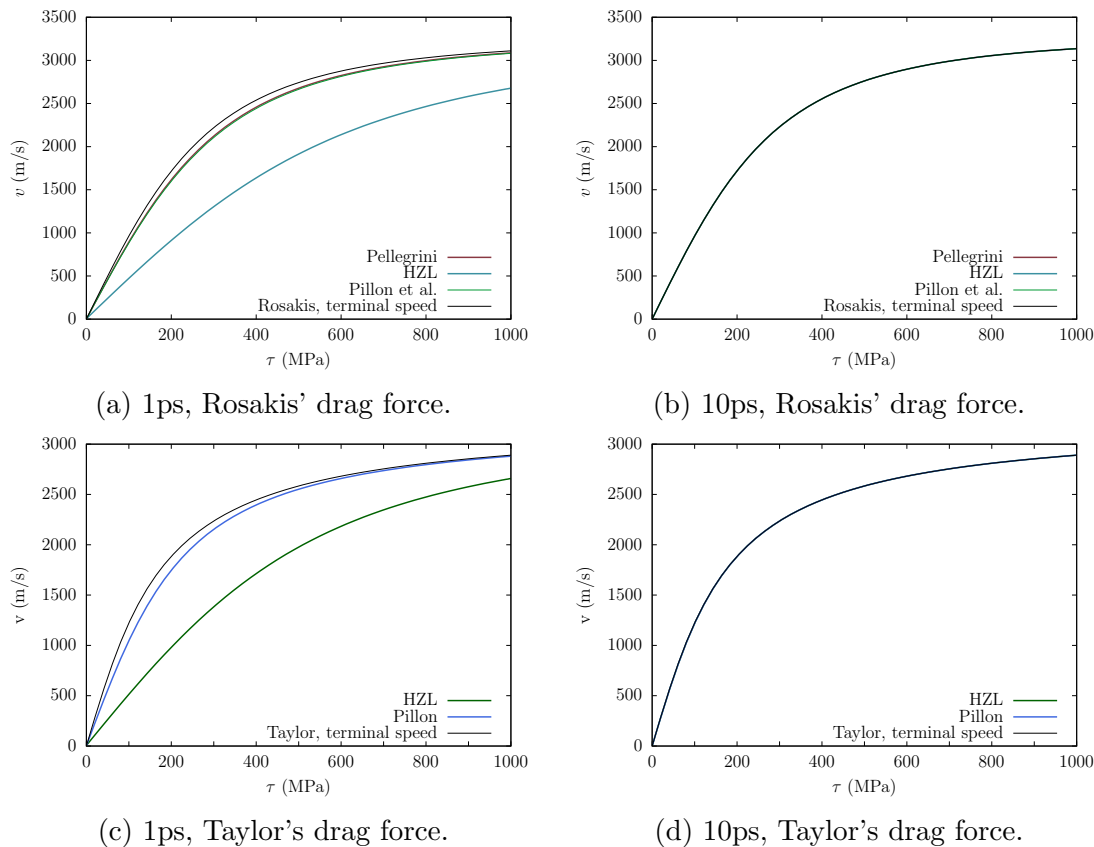 3500
3000
2500
2000
1500
1000
500
0
v (m/s)
0 200 400 600 800 1000
τ (MPa)
Pellegrini
HZL
Pillon et al.
Rosakis, terminal speed
(a) 1ps, Rosakis' drag force.
3500
3000
2500
2000
1500
1000
500
0
v (m/s)
0 200 400 600 800 1000
τ (MPa)
Pellegrini
HZL
Pillon et al.
Rosakis, terminal speed
(b) 10ps, Rosakis' drag force.
3000
2500
2000
1500
1000
500
0
v (m/s)
0 200 400 600 800 1000
τ (MPa)
HZL
Pillon
Taylor, terminal speed
(c) 1ps, Taylor's drag force.
3000
2500
2000
1500
1000
500
0
v (m/s)
0 200 400 600 800 1000
τ (MPa)
HZL
Pillon
Taylor, terminal speed
(d) 10ps, Taylor's drag force.